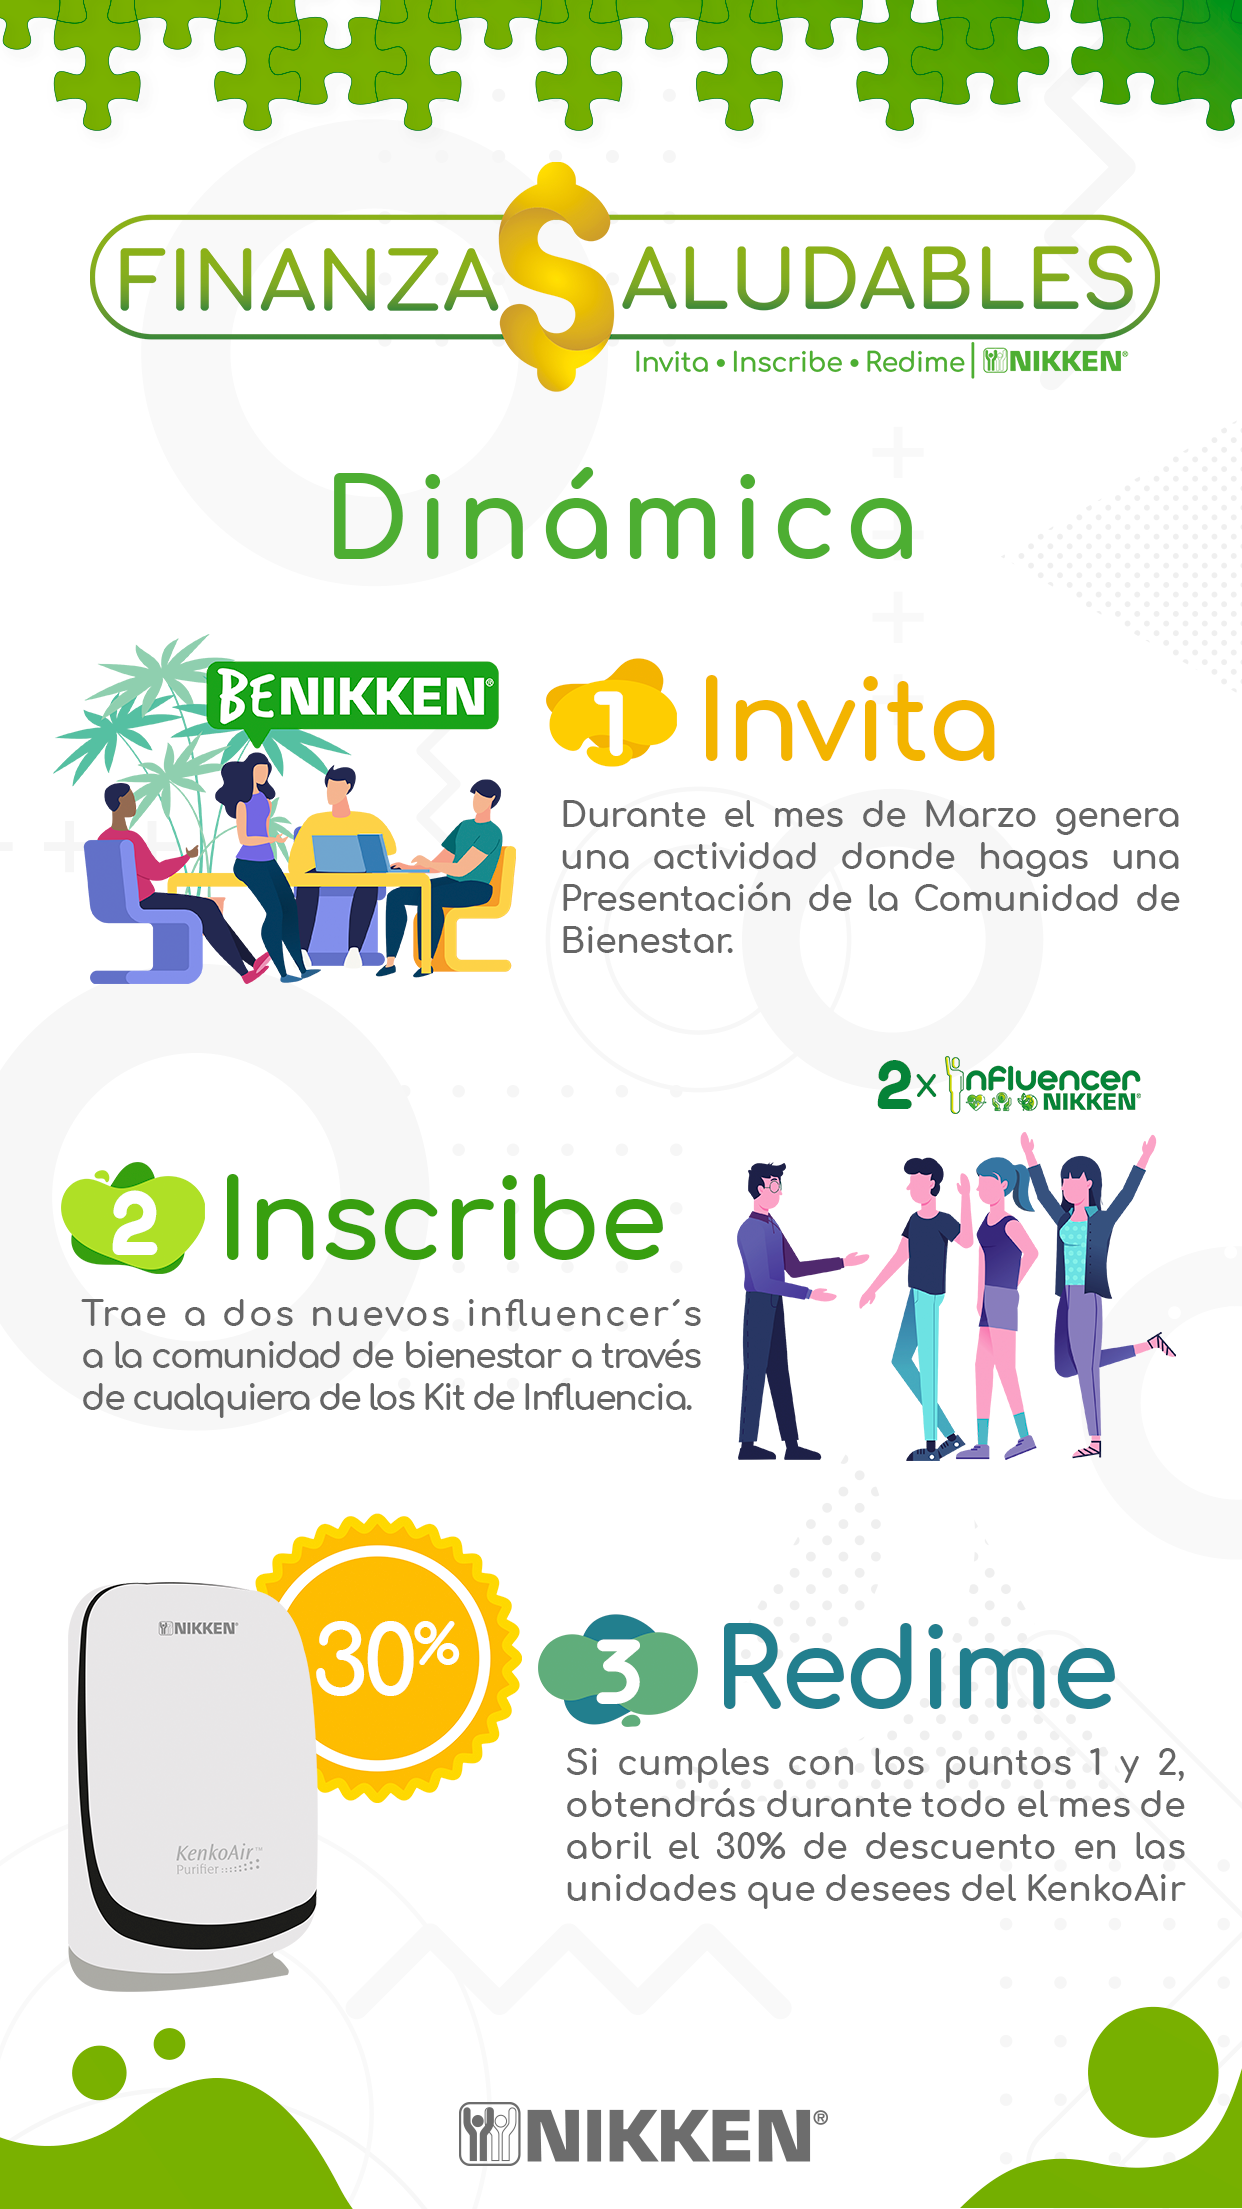 FINANZA$ALUDABLES
Invita • Inscribe • Redime | NIKKEN®
Dinámica
BENIKKEN®
1 Invita
Durante el mes de Marzo genera
una actividad donde hagas una
Presentación de la Comunidad de
Bienestar.
2 x influencer
NIKKEN®
2 Inscribe
Trae a dos nuevos influencer´s
a la comunidad de bienestar a través
de cualquiera de los Kit de Influencia.
NIKKEN®
30%
KenkoAir™
Purifier
3 Redime
Si cumples con los puntos 1 y 2,
obtendrás durante todo el mes de
abril el 30% de descuento en las
unidades que desees del KenkoAir
NIKKEN®